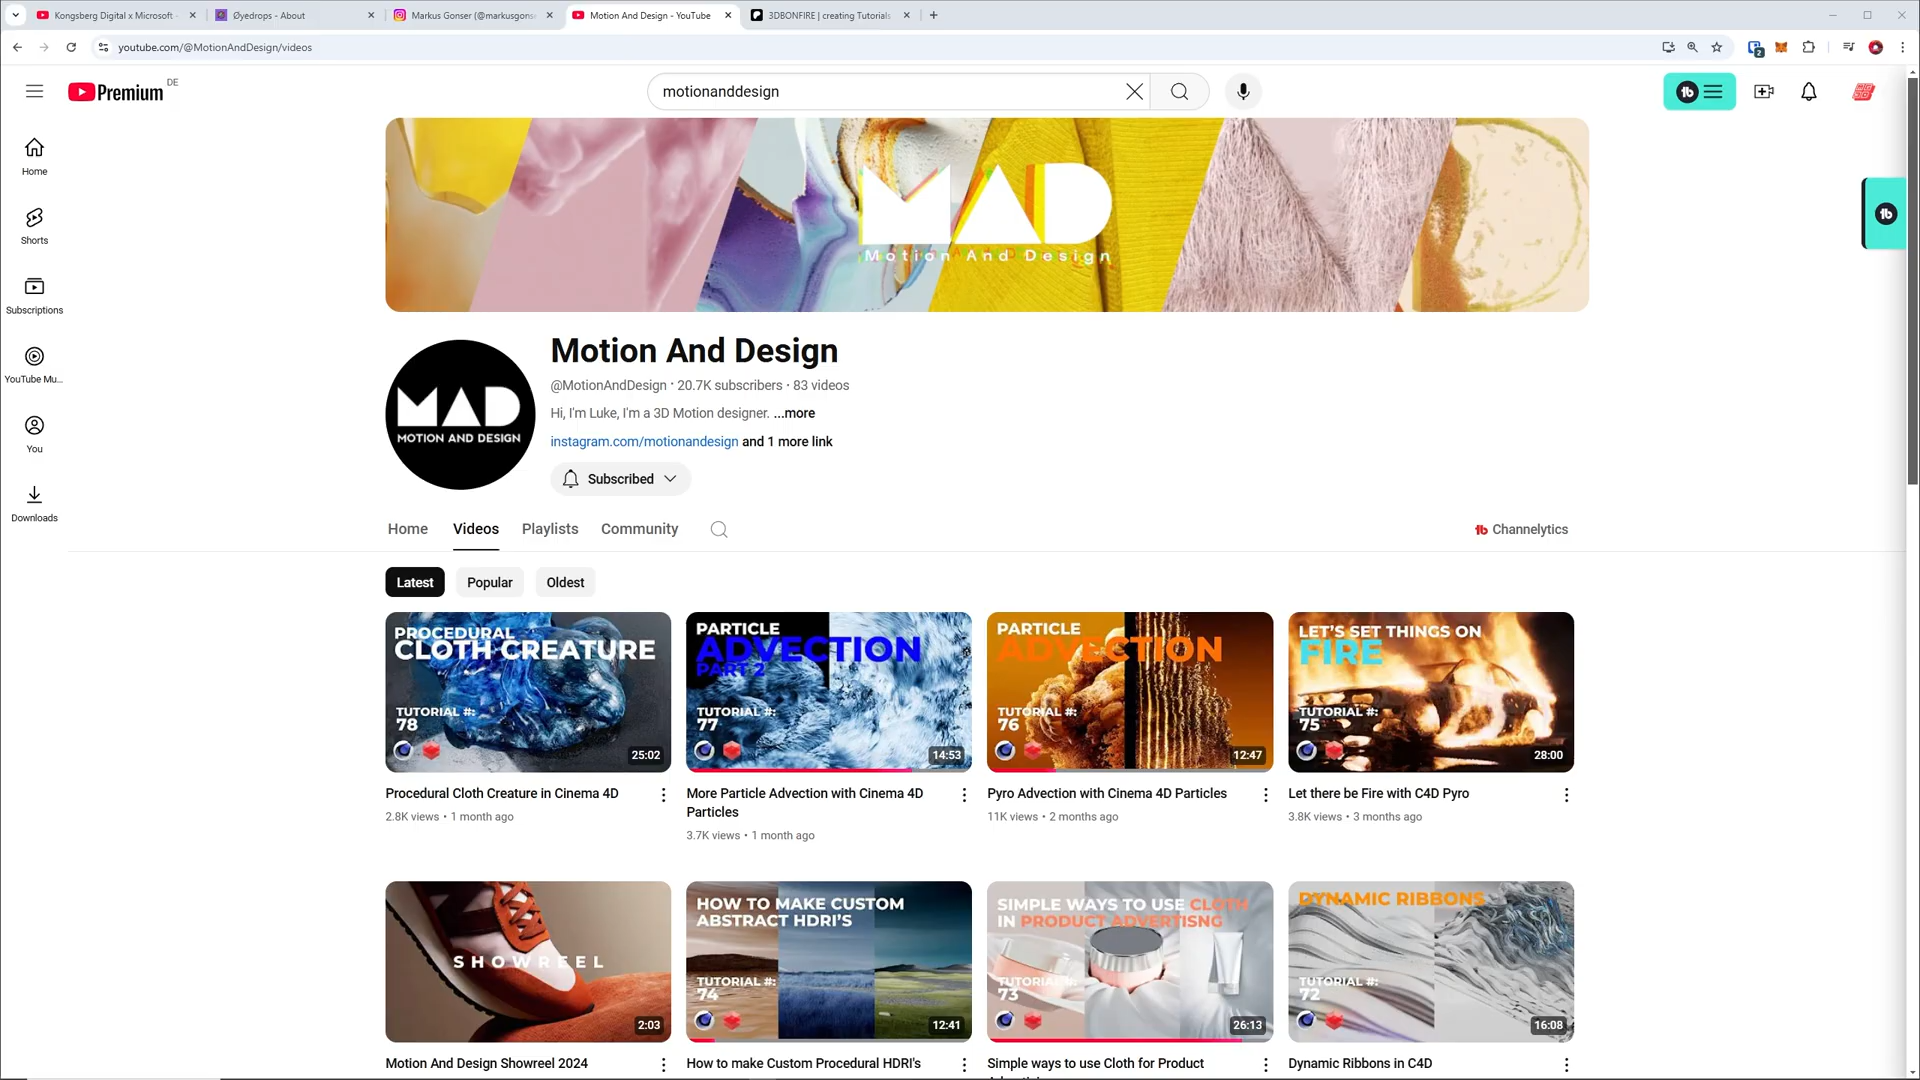 Kongsberg Digital x Microsoft -
Øyedrops - About
Markus Gonser (@markusgonse
Motion And Design - YouTube
3DBONFIRE | creating Tutorials
youtube.com/@MotionAndDesign/videos
2
Premium
DE
motionanddesign
Home
Shorts
Subscriptions
YouTube Mu...
You
Downloads
MAD
Motion And Design
MAD
MOTION AND DESIGN
Motion And Design
@MotionAndDesign · 20.7K subscribers · 83 videos
Hi, I'm Luke, I'm a 3D Motion designer. ...more
instagram.com/motionandesign and 1 more link
Subscribed
Home Videos Playlists Community
Channelytics
Latest Popular Oldest
PROCEDURAL
CLOTH CREATURE
TUTORIAL #:
78
25:02
PARTICLE
ADVECTION
PART 2
TUTORIAL #:
77
14:53
PARTICLE
ADVECTION
TUTORIAL #:
76
12:47
LET'S SET THINGS ON
FIRE
TUTORIAL #:
75
28:00
Procedural Cloth Creature in Cinema 4D
2.8K views • 1 month ago
More Particle Advection with Cinema 4D
Particles
3.7K views • 1 month ago
Pyro Advection with Cinema 4D Particles
11K views • 2 months ago
Let there be Fire with C4D Pyro
3.8K views • 3 months ago
SHOWREEL
2:03
HOW TO MAKE CUSTOM
ABSTRACT HDRI'S
TUTORIAL #:
74
12:41
SIMPLE WAYS TO USE CLOTH
IN PRODUCT ADVERTISNG
TUTORIAL #:
73
26:13
DYNAMIC RIBBONS
TUTORIAL #:
72
16:08
Motion And Design Showreel 2024
How to make Custom Procedural HDRI's
Simple ways to use Cloth for Product
Dynamic Ribbons in C4D